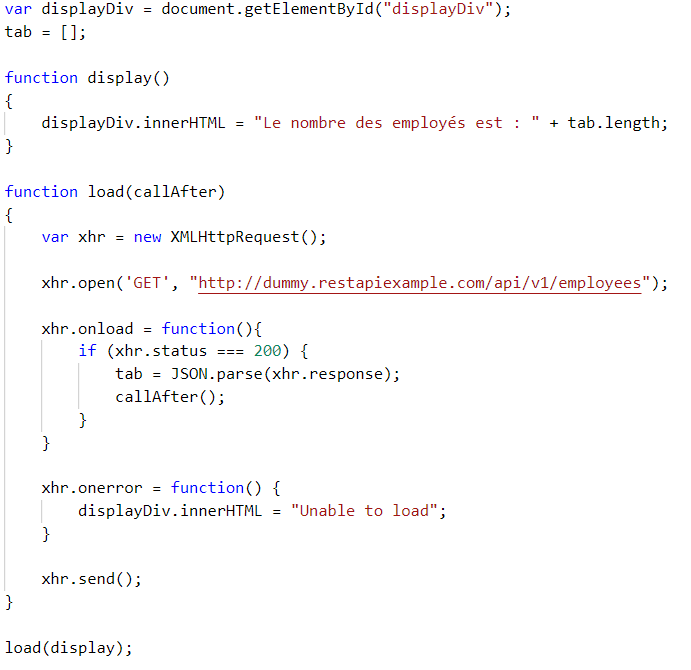 var displayDiv = document.getElementById("displayDiv");
tab = [];
function display()
{
displayDiv.innerHTML = "Le nombre des employés est : " + tab.length;
}
function load(callAfter)
{
var xhr = new XMLHttpRequest();
xhr.open('GET', "http://dummy.restapiexample.com/api/v1/employees");
xhr.onload = function(){
if (xhr.status === 200) {
tab = JSON.parse(xhr.response);
callAfter();
}
}
xhr.onerror = function() {
displayDiv.innerHTML = "Unable to load";
}
xhr.send();
}
load(display);